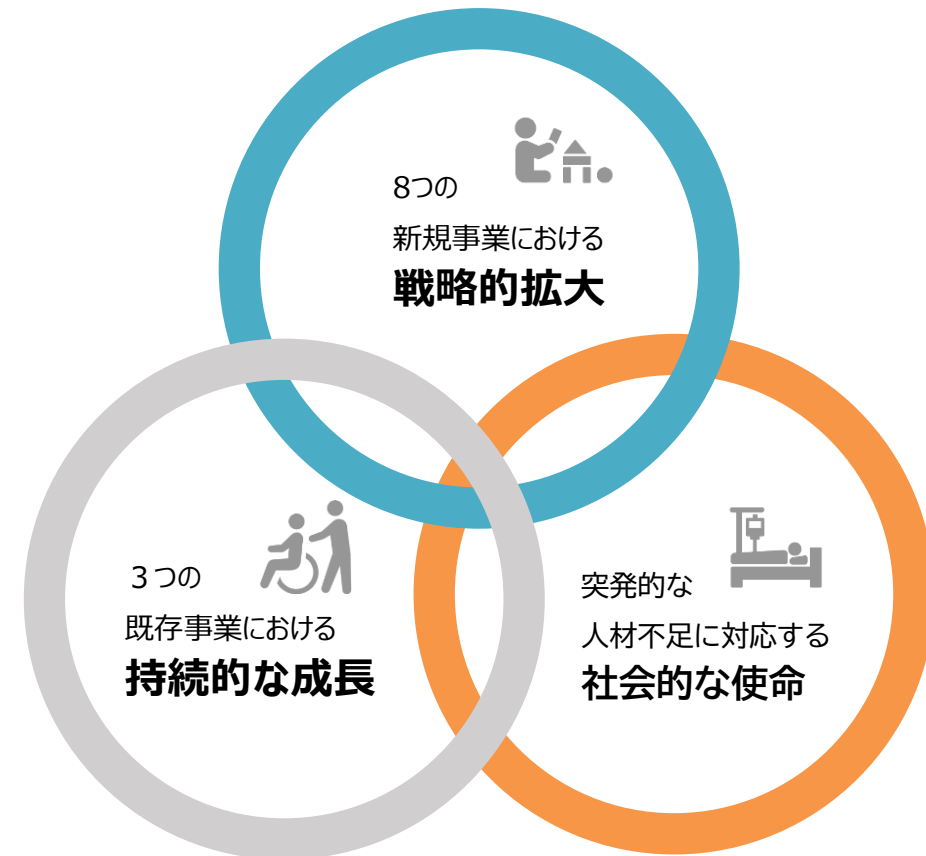 8つの
新規事業における
戦略的拡大
３つの
既存事業における
持続的な成長
突発的な
人材不足に対応する
社会的な使命